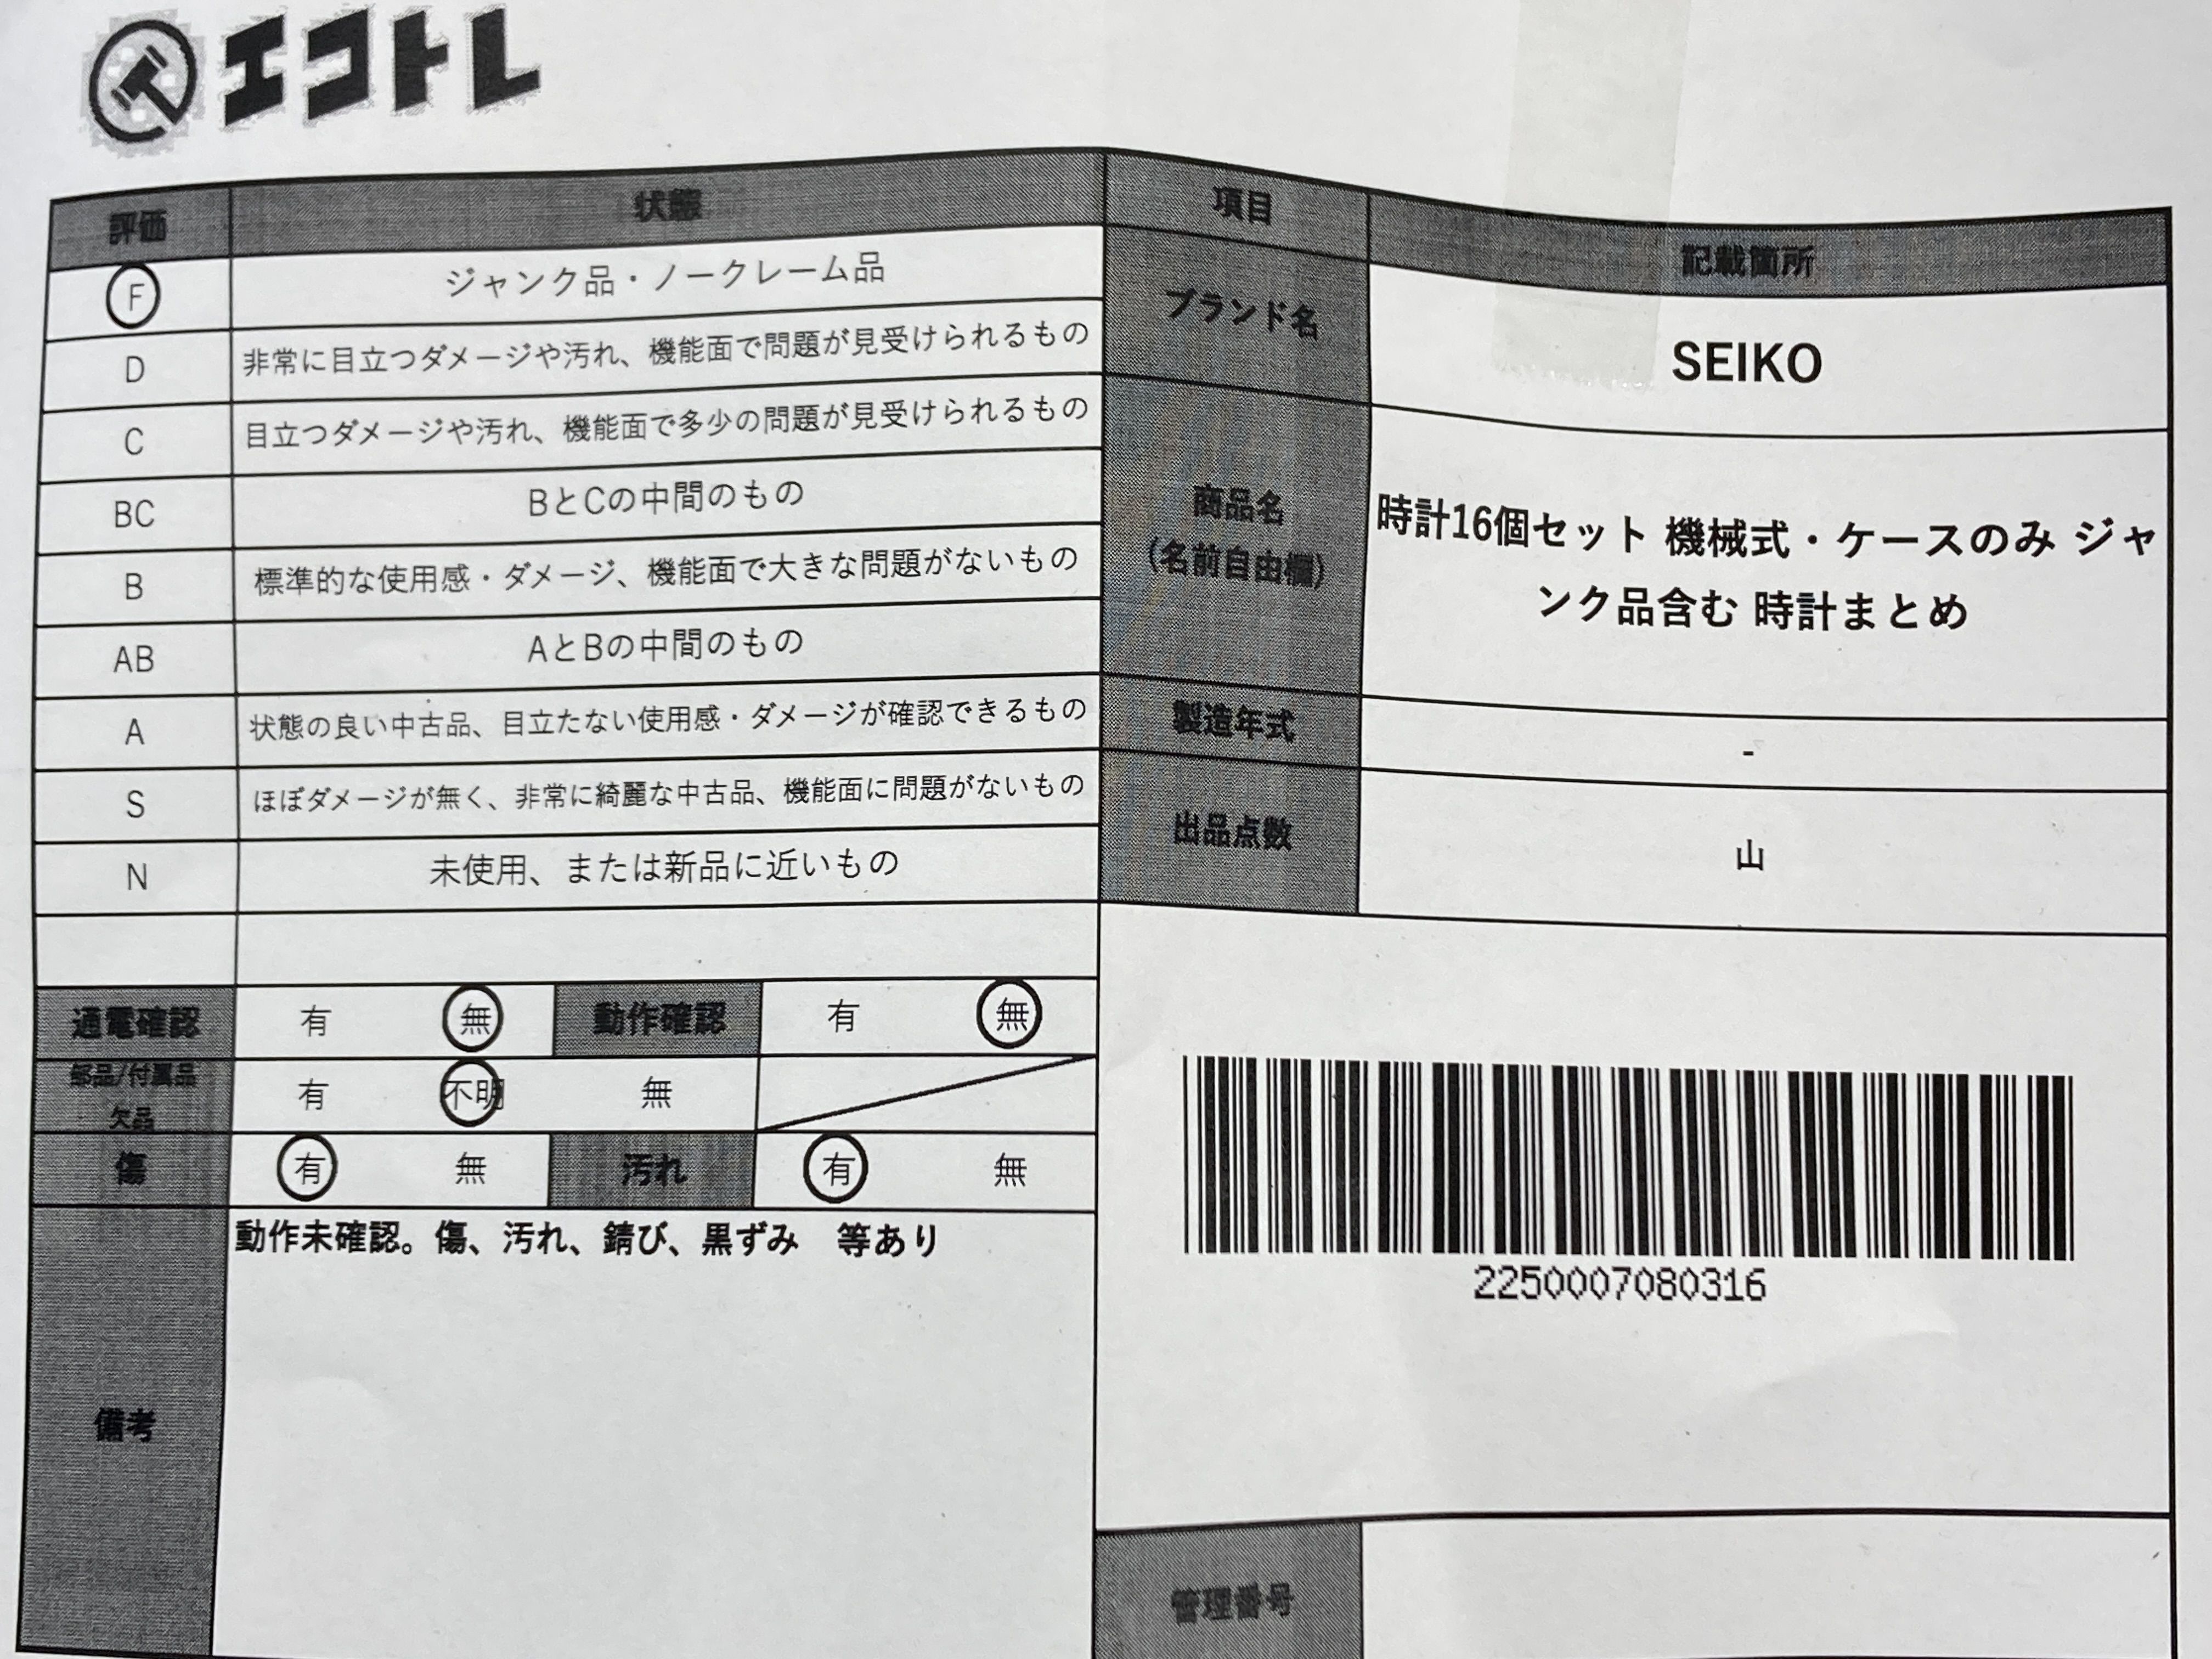 エコトレ
評価 状態
F ジャンク品・ノークレーム品
D 非常に目立つダメージや汚れ、機能面で問題が見受けられるもの
C 目立つダメージや汚れ、機能面で多少の問題が見受けられるもの
BC BとCの中間のもの
B 標準的な使用感・ダメージ、機能面で大きな問題がないもの
AB AとBの中間のもの
A 状態の良い中古品、目立たない使用感・ダメージが確認できるもの
S ほぼダメージが無く、非常に綺麗な中古品、機能面に問題がないもの
N 未使用、または新品に近いもの
通電確認 有 無 動作確認 有 無
部品/付属品
欠品 有 不明 無
傷 有 無 汚れ 有 無
備考 動作未確認。傷、汚れ、錆び、黒ずみ 等あり
項目 記載箇所
ブランド名 SEIKO
商品名
(名前自由欄)
時計16個セット 機械式・ケースのみ ジャ
ンク品含む 時計まとめ
製造年式 -
出品点数 山
2250007080316
管理番号